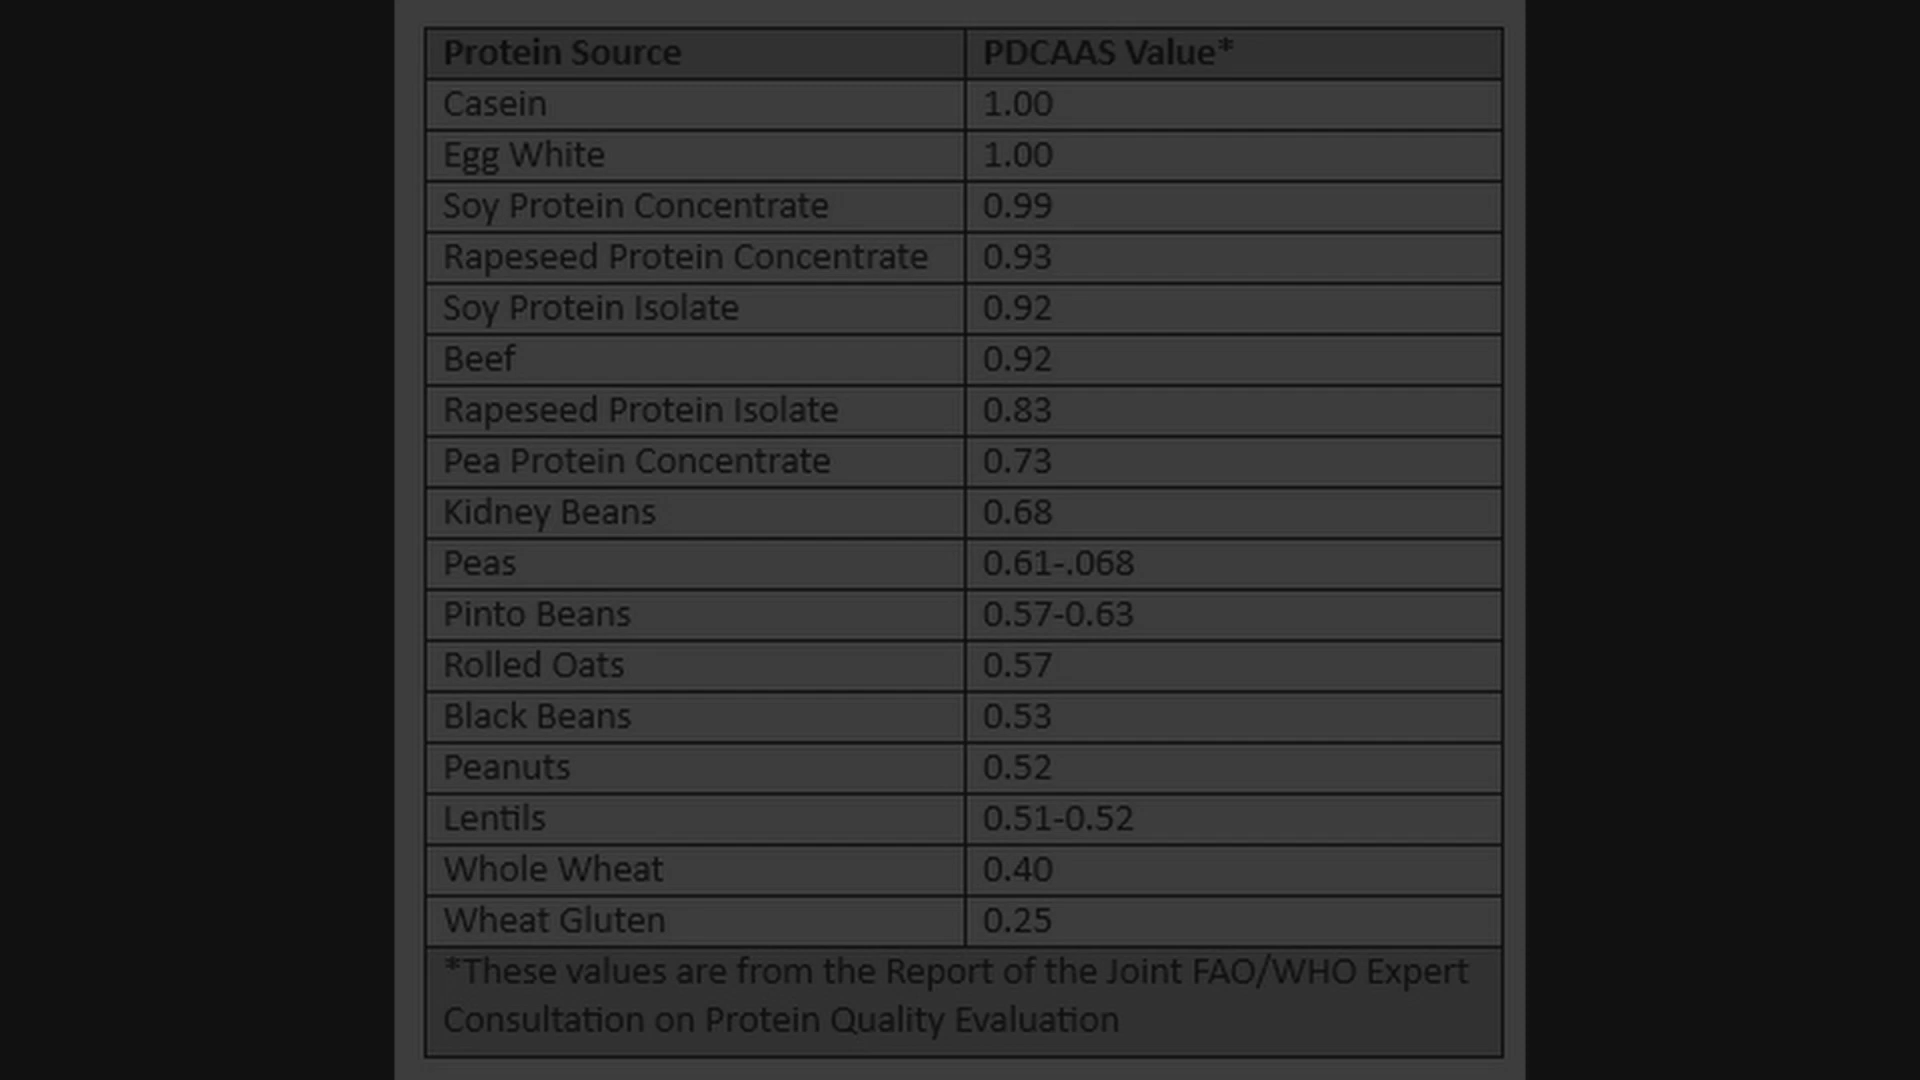 Protein Source PDCAAS Value*
Casein 1.00
Egg White 1.00
Soy Protein Concentrate 0.99
Rapeseed Protein Concentrate 0.93
Soy Protein Isolate 0.92
Beef 0.92
Rapeseed Protein Isolate 0.83
Pea Protein Concentrate 0.73
Kidney Beans 0.68
Peas 0.61-.068
Pinto Beans 0.57-0.63
Rolled Oats 0.57
Black Beans 0.53
Peanuts 0.52
Lentils 0.51-0.52
Whole Wheat 0.40
Wheat Gluten 0.25
*These values are from the Report of the Joint FAO/WHO Expert
Consultation on Protein Quality Evaluation